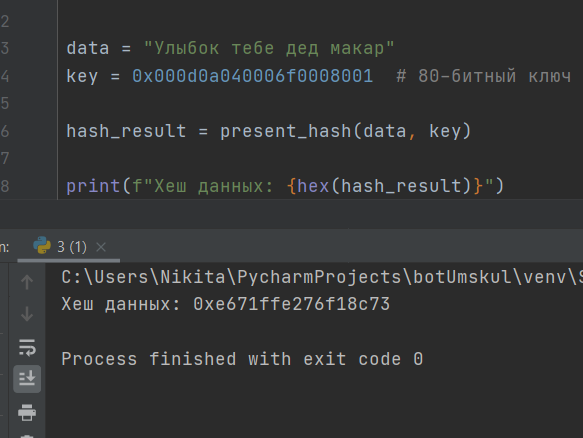 2
3 data = "Улыбок тебе дед макар"
4 key = 0x000d0a040006f0008001  # 80-битный ключ
5
6 hash_result = present_hash(data, key)
7
8 print(f"Хеш данных: {hex(hash_result)}")
n: 3 (1) ×
C:\Users\Nikita\PycharmProjects\botUmskul\venv\S
Хеш данных: 0xe671ffe276f18c73
Process finished with exit code 0